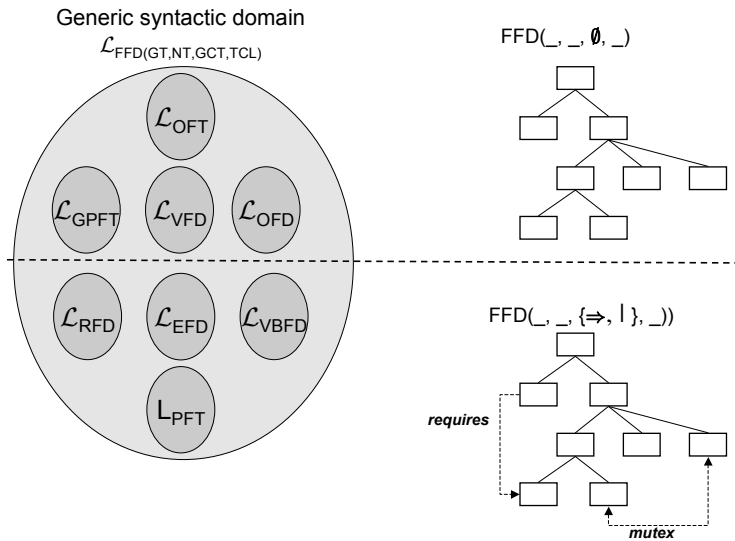 Generic syntactic domain
ℒFFD(GT,NT,GCT,TCL)
ℒOFT
ℒGPFT
ℒVFD
ℒOFD
ℒRFD
ℒEFD
ℒVBFD
LPFT
FFD(_, _, ∅, _)
FFD(_, _, {⇒, | }, _))
requires
mutex